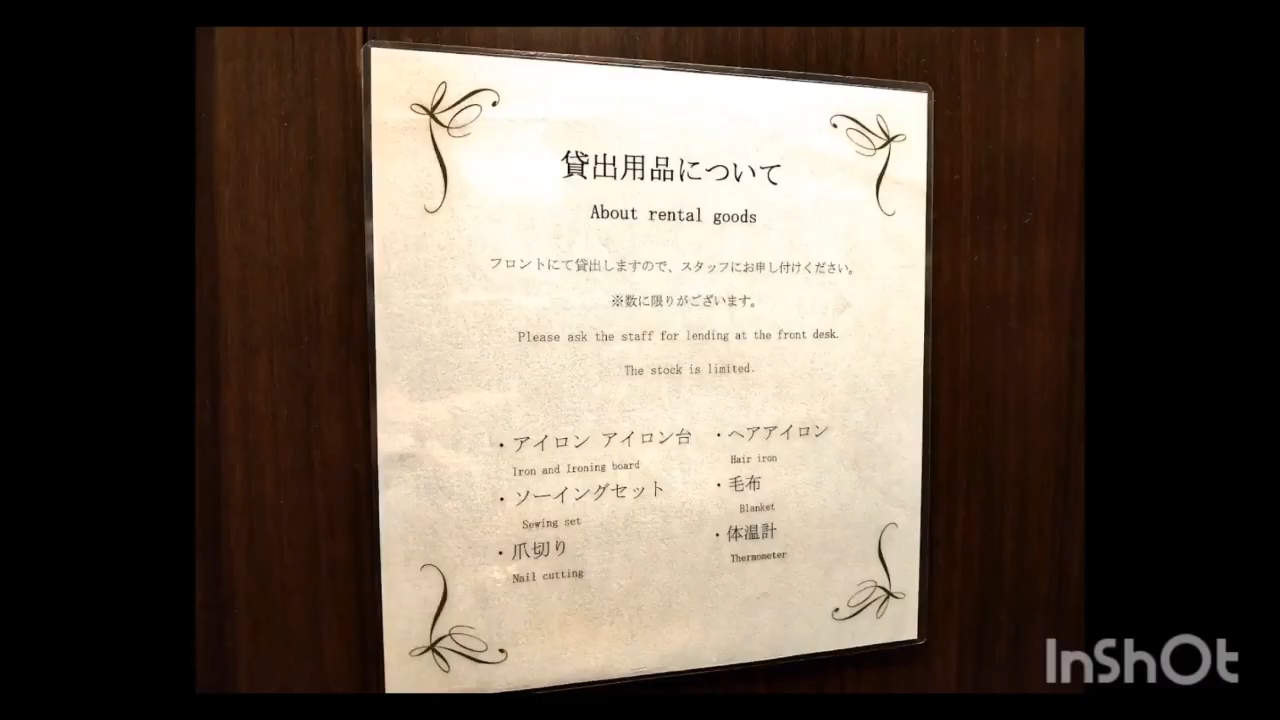 貸出用品について
About rental goods
フロントにて貸出しますので、スタッフにお申し付けください。
※数に限りがございます。
Please ask the staff for lending at the front desk.
The stock is limited.
・アイロン アイロン台
Iron and Ironing board
・ソーイングセット
Sewing set
・爪切り
Nail cutting
・ヘアアイロン
Hair iron
・毛布
Blanket
・体温計
Thermometer
InShOt